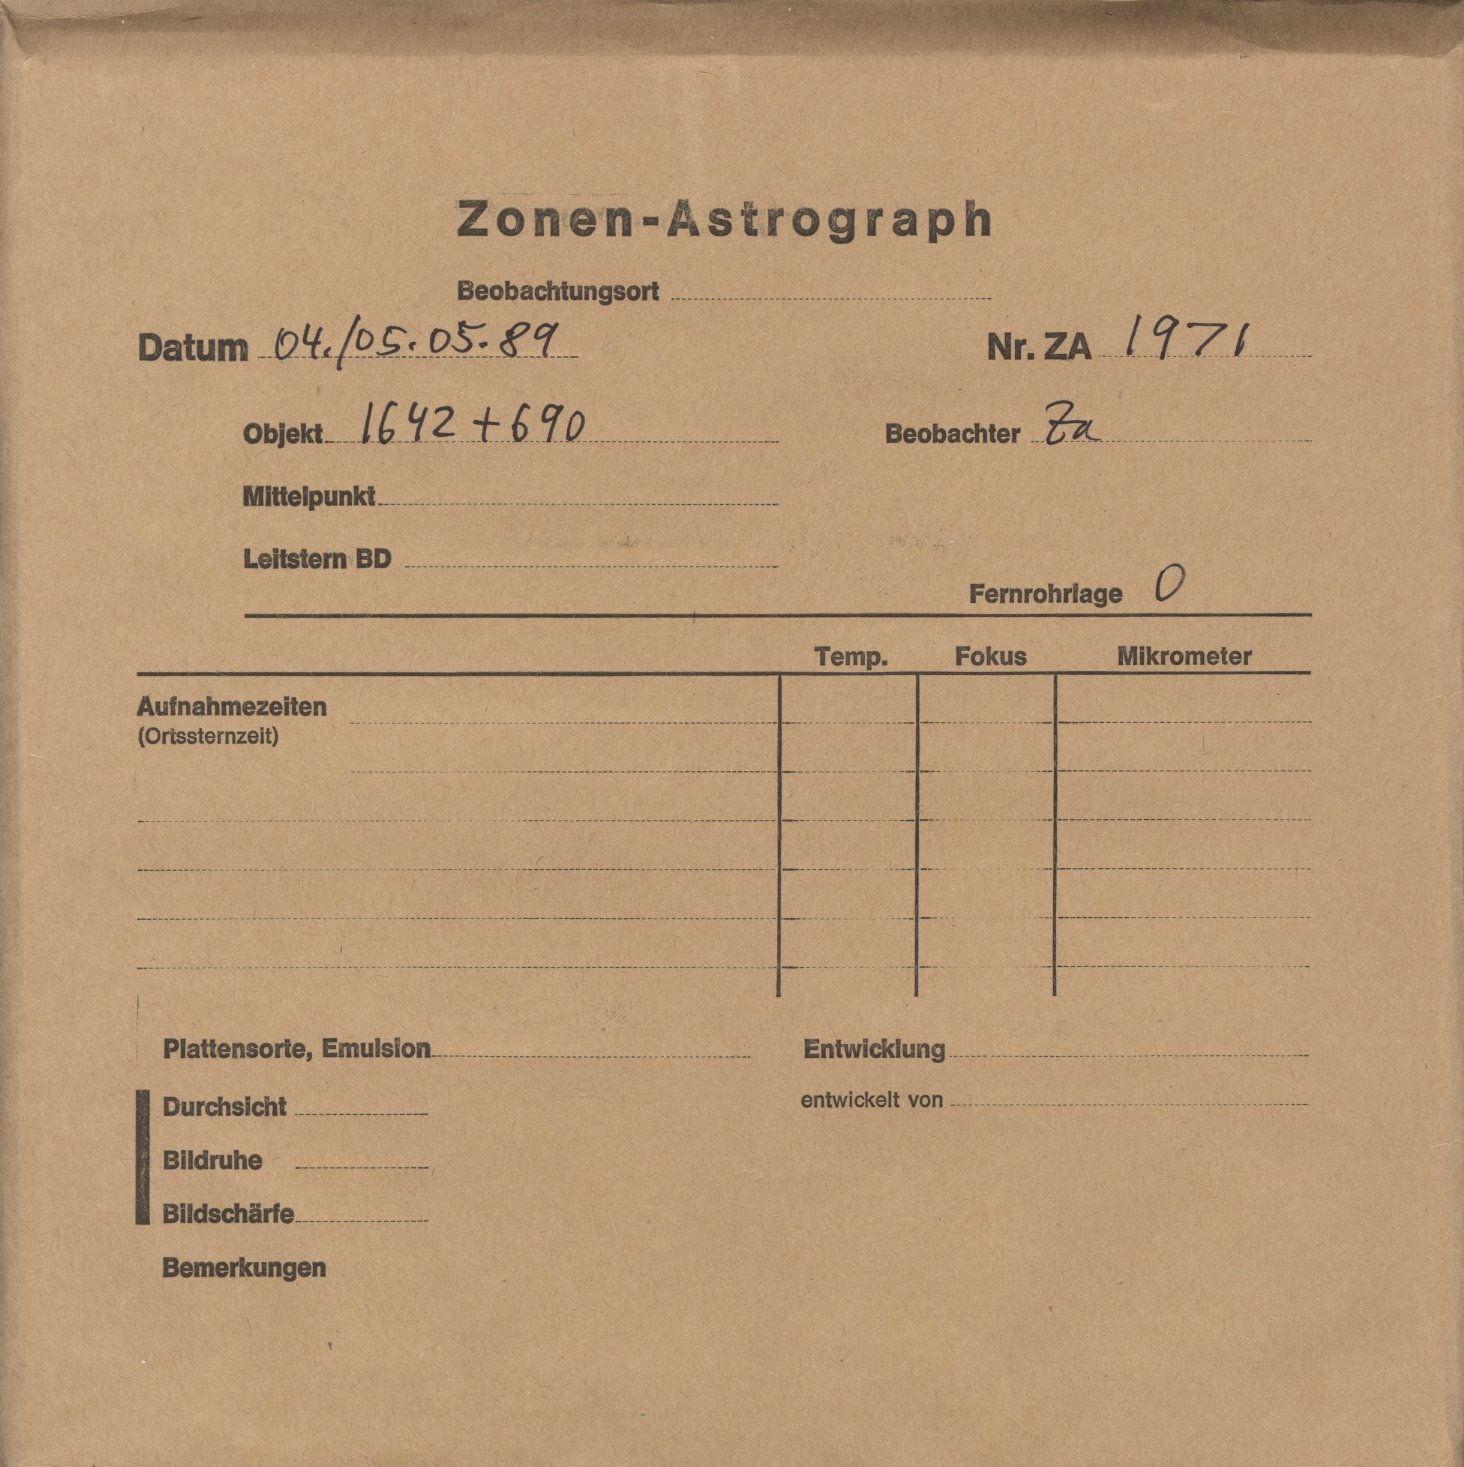 Zonen-Astrograph
Beobachtungsort
Datum 04./05.05.89 Nr. ZA 1971
Objekt 1642+690 Beobachter Za
Mittelpunkt
Leitstern BD
Fernrohrlage O
Temp. Fokus Mikrometer
Aufnahmezeiten
(Ortssternzeit)
Plattensorte, Emulsion Entwicklung
Durchsicht entwickelt von
Bildruhe
Bildschärfe
Bemerkungen